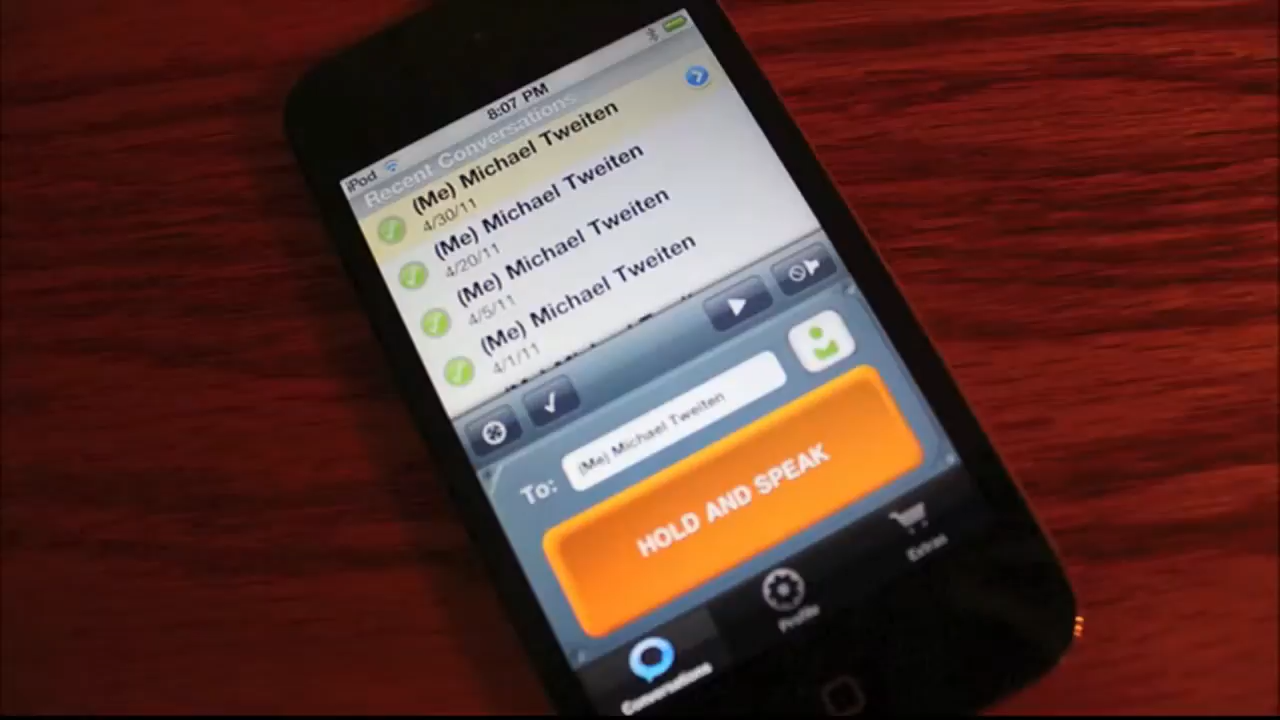 iPod 8:07 PM
Recent Conversations
(Me) Michael Tweiten
4/30/11
(Me) Michael Tweiten
4/20/11
(Me) Michael Tweiten
4/5/11
(Me) Michael Tweiten
4/1/11
To: (Me) Michael Tweiten
HOLD AND SPEAK
Conversations Profile Extras